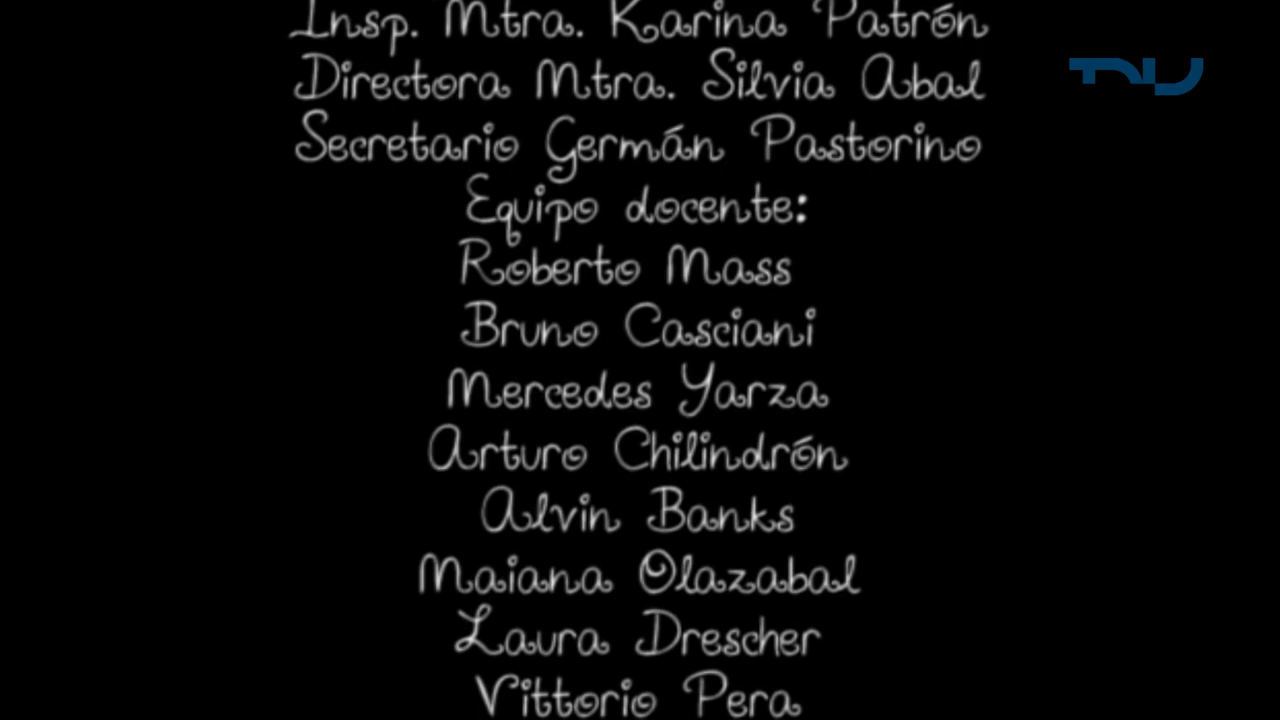 Insp. Mtra. Karina Patrón
Directora Mtra. Silvia Abal
Secretario Germán Pastorino
Equipo docente:
Roberto Mass
Bruno Casciani
Mercedes Yarza
Arturo Chilindrón
Alvin Banks
Maiana Olazabal
Laura Drescher
Vittorio Pera
TNU